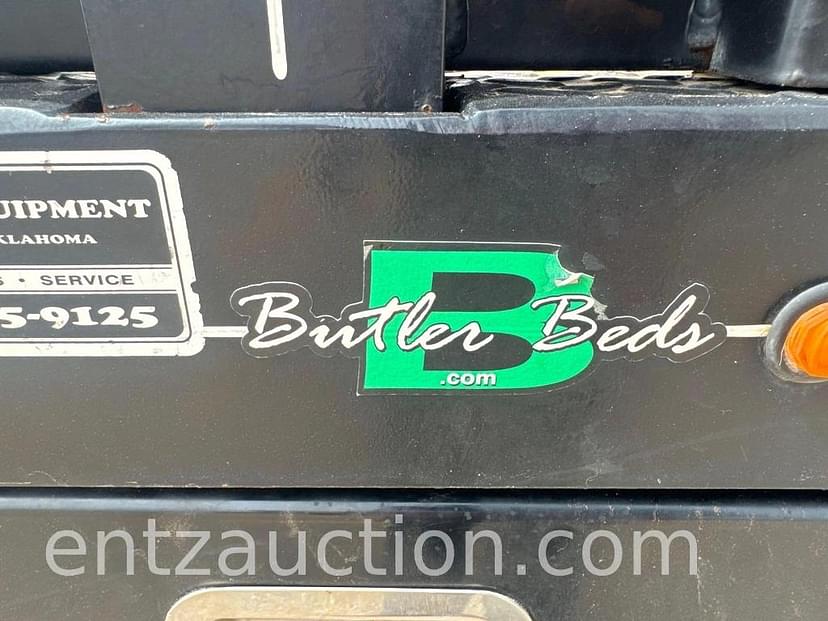 UIPMENT
KLAHOMA
S • SERVICE
5-9125
B
Butler Beds
.com
entzauction.com